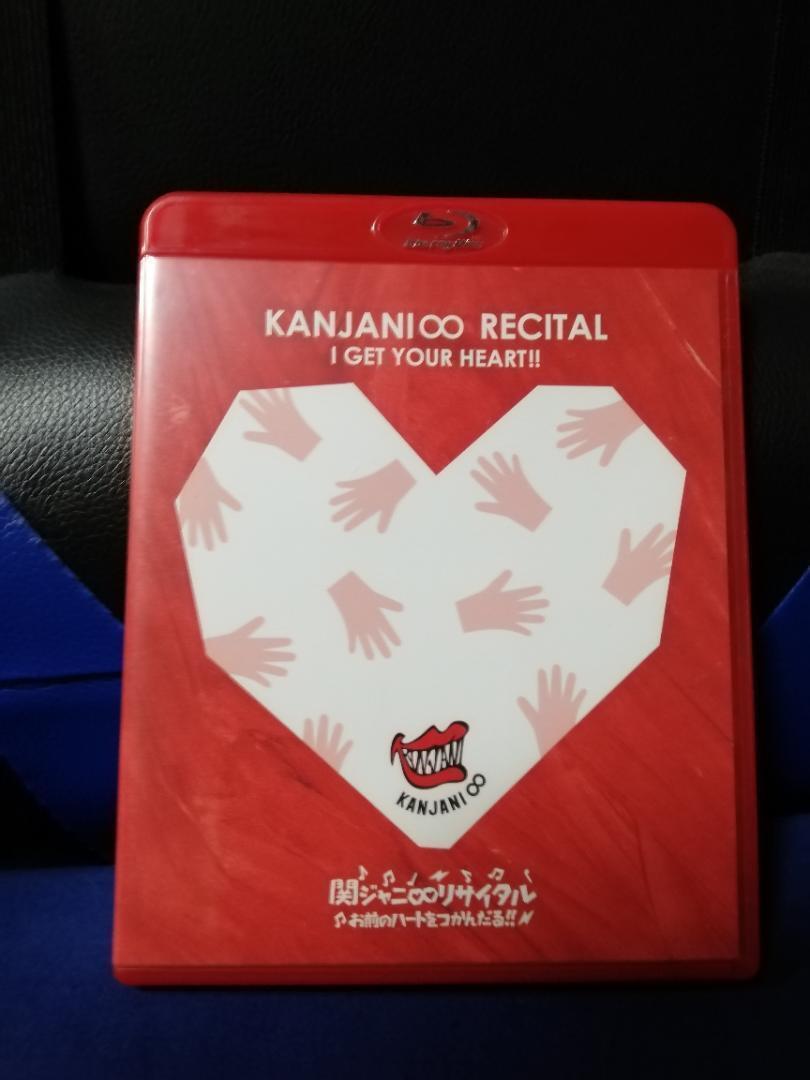 Blu-ray Disc
KANJANI∞ RECITAL
I GET YOUR HEART!!
KANJANI
KANJANI∞
関ジャニ∞リサイタル
お前のハートをつかんだる!!